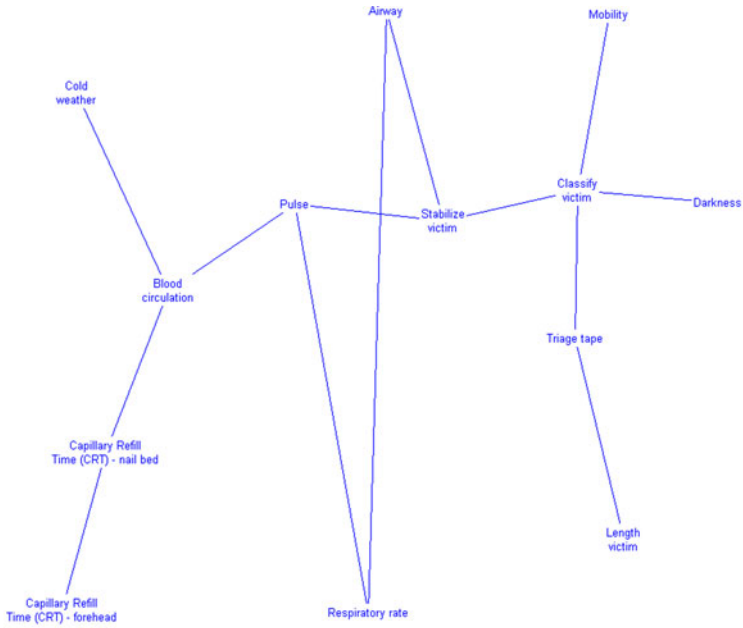 Airway
Mobility
Cold
weather
Classify
victim
Darkness
Pulse
Stabilize
victim
Blood
circulation
Triage tape
Capillary Refill
Time (CRT) - nail bed
Length
victim
Capillary Refill
Time (CRT) - forehead
Respiratory rate